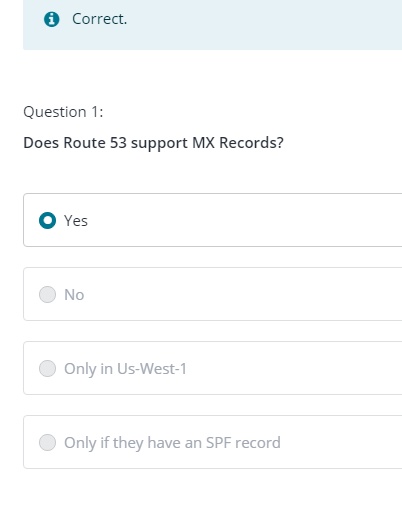 Correct.
Question 1:
Does Route 53 support MX Records?
Yes
No
Only in Us-West-1
Only if they have an SPF record